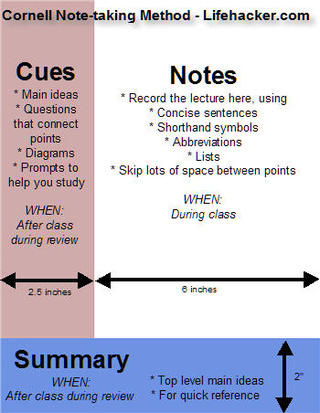 Cornell Note-taking Method - Lifehacker.com
Cues
* Main ideas
* Questions
that connect
points
* Diagrams
* Prompts to
help you study
WHEN:
After class
during review
2.5 inches
Notes
* Record the lecture here, using
* Concise sentences
* Shorthand symbols
* Abbreviations
* Lists
* Skip lots of space between points
WHEN:
During class
6 inches
Summary
WHEN:
After class during review
* Top level main ideas
* For quick reference
2"